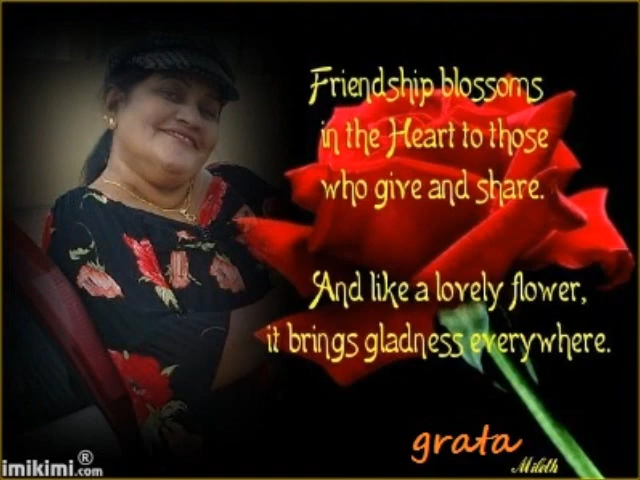 Friendship blossoms
in the Heart to those
who give and share.
And like a lovely flower,
it brings gladness everywhere.
grata
Mileth
imikimi.com®